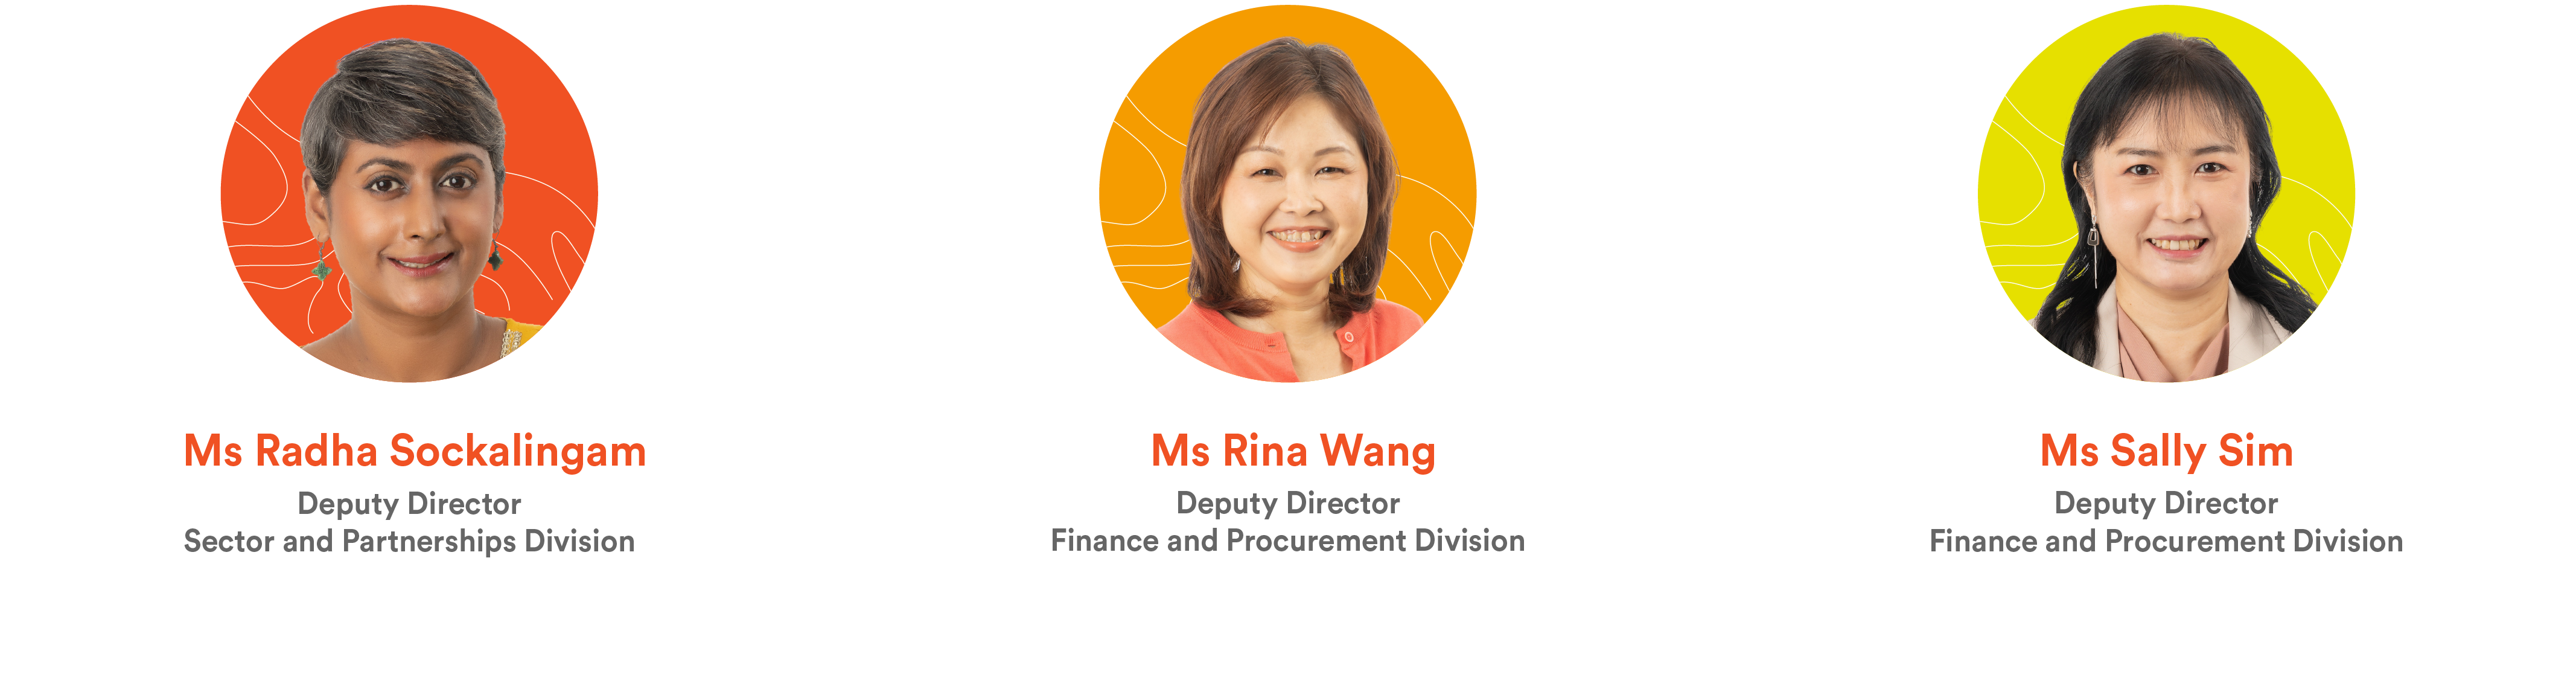 Ms Radha Sockalingam
Deputy Director
Sector and Partnerships Division
Ms Rina Wang
Deputy Director
Finance and Procurement Division
Ms Sally Sim
Deputy Director
Finance and Procurement Division